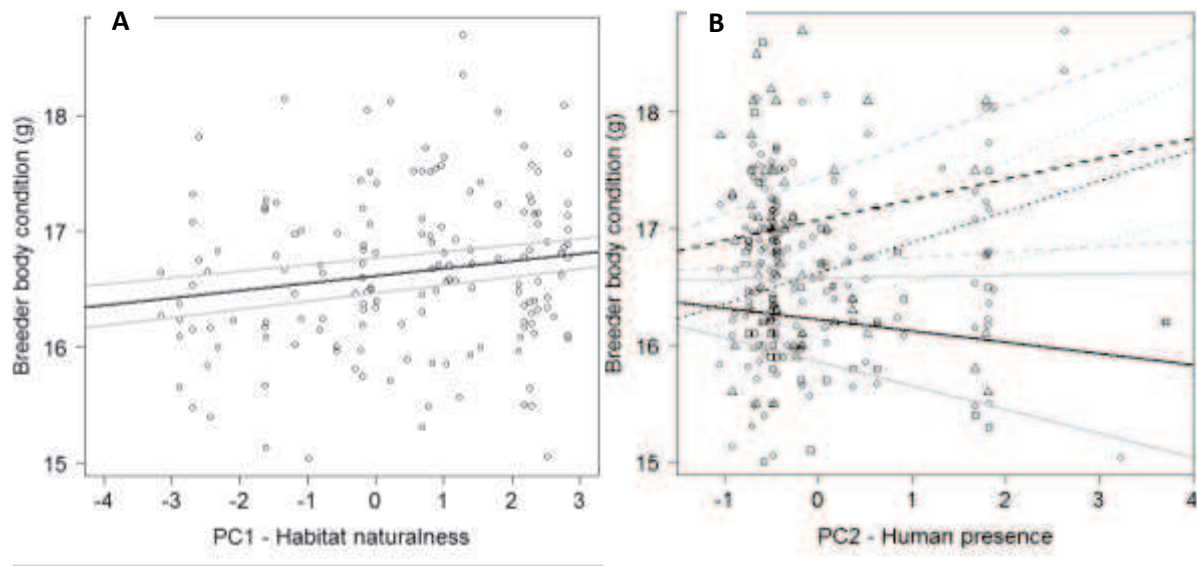 A
B
Breeder body condition (g)
18
17
16
15
-4 -3 -2 -1 0 1 2 3
PC1 - Habitat naturalness
Breeder body condition (g)
18
17
16
15
-1 0 1 2 3 4
PC2 - Human presence